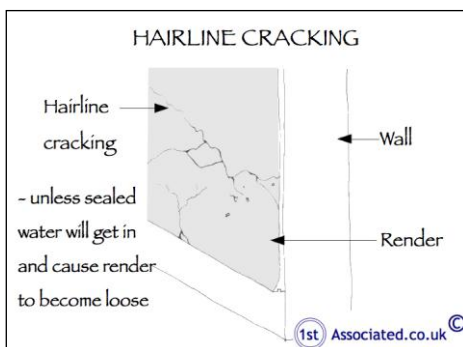 HAIRLINE CRACKING
Hairline
cracking
Wall
- unless sealed
water will get in
and cause render
to become loose
Render
1st Associated.co.uk ©